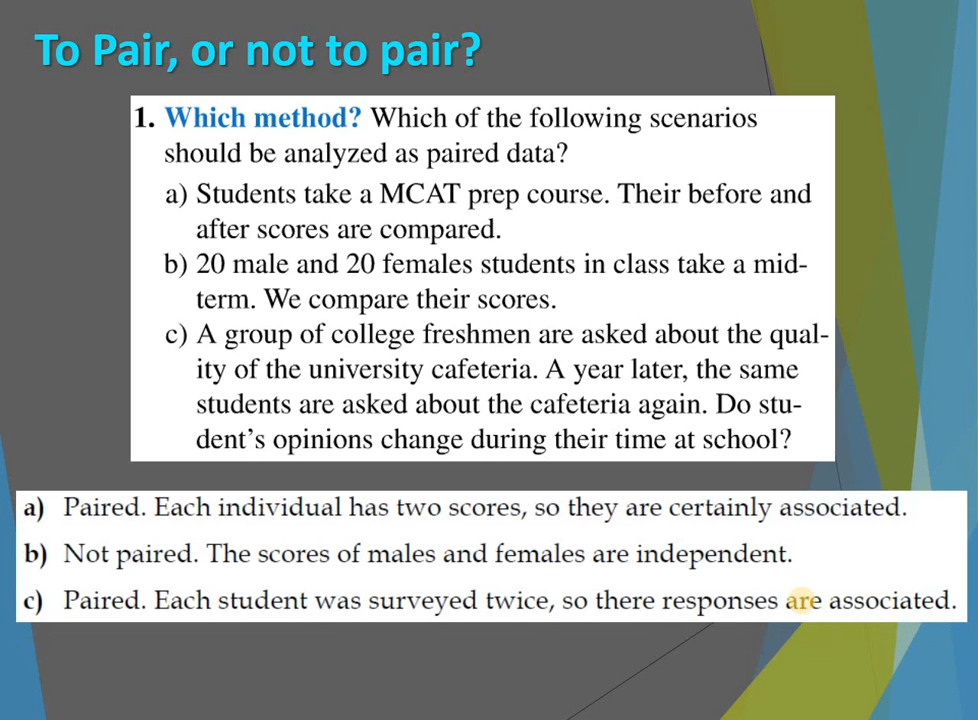 To Pair, or not to pair?
1. Which method? Which of the following scenarios
should be analyzed as paired data?
a) Students take a MCAT prep course. Their before and
after scores are compared.
b) 20 male and 20 females students in class take a mid-
term. We compare their scores.
c) A group of college freshmen are asked about the qual-
ity of the university cafeteria. A year later, the same
students are asked about the cafeteria again. Do stu-
dent’s opinions change during their time at school?
a) Paired. Each individual has two scores, so they are certainly associated.
b) Not paired. The scores of males and females are independent.
c) Paired. Each student was surveyed twice, so there responses are associated.